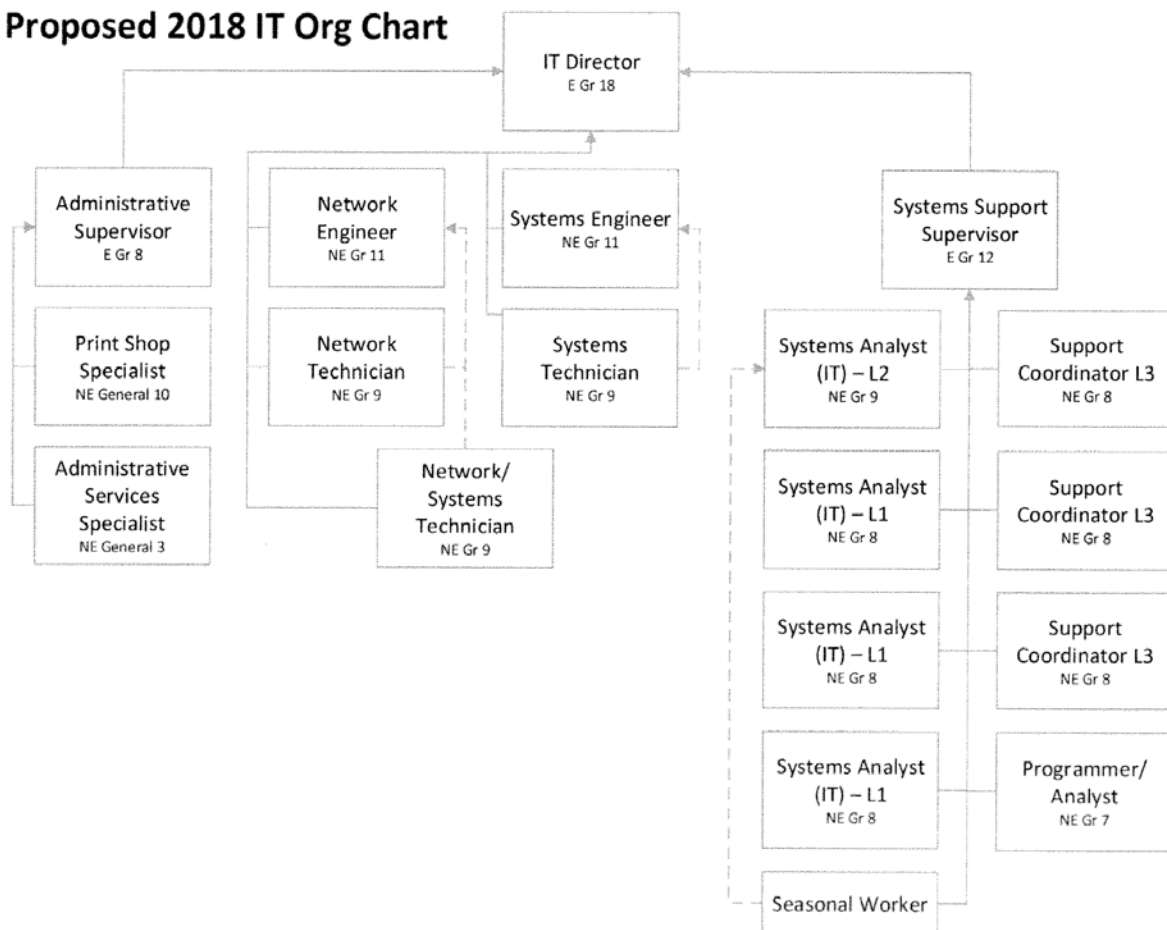 Proposed 2018 IT Org Chart
IT Director
E Gr 18
Administrative
Supervisor
E Gr 8
Network
Engineer
NE Gr 11
Systems Engineer
NE Gr 11
Systems Support
Supervisor
E Gr 12
Print Shop
Specialist
NE General 10
Network
Technician
NE Gr 9
Systems
Technician
NE Gr 9
Systems Analyst
(IT) – L2
NE Gr 9
Support
Coordinator L3
NE Gr 8
Administrative
Services
Specialist
NE General 3
Network/
Systems
Technician
NE Gr 9
Systems Analyst
(IT) – L1
NE Gr 8
Support
Coordinator L3
NE Gr 8
Systems Analyst
(IT) – L1
NE Gr 8
Support
Coordinator L3
NE Gr 8
Systems Analyst
(IT) – L1
NE Gr 8
Programmer/
Analyst
NE Gr 7
Seasonal Worker